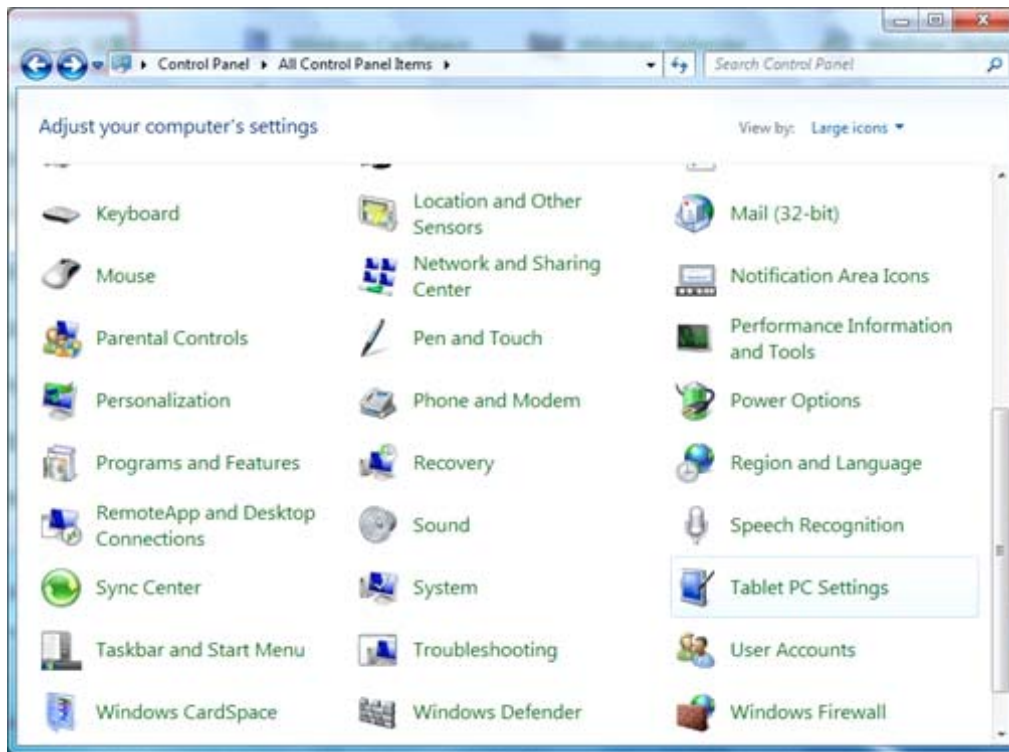 Control Panel All Control Panel Items
Search Control Panel
Adjust your computer's settings
View by: Large icons
Keyboard
Location and Other
Sensors
Mail (32-bit)
Mouse
Network and Sharing
Center
Notification Area Icons
Parental Controls
Pen and Touch
Performance Information
and Tools
Personalization
Phone and Modem
Power Options
Programs and Features
Recovery
Region and Language
RemoteApp and Desktop
Connections
Sound
Speech Recognition
Sync Center
System
Tablet PC Settings
Taskbar and Start Menu
Troubleshooting
User Accounts
Windows CardSpace
Windows Defender
Windows Firewall